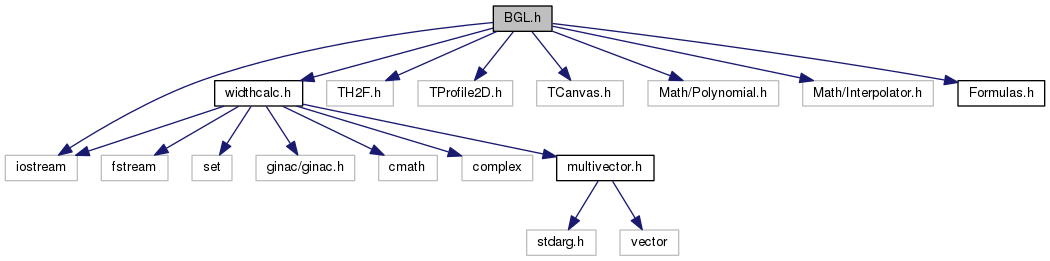 BGL.h
widthcalc.h
TH2F.h
TProfile2D.h
TCanvas.h
Math/Polynomial.h
Math/Interpolator.h
Formulas.h
iostream
fstream
set
ginac/ginac.h
cmath
complex
multivector.h
stdarg.h
vector